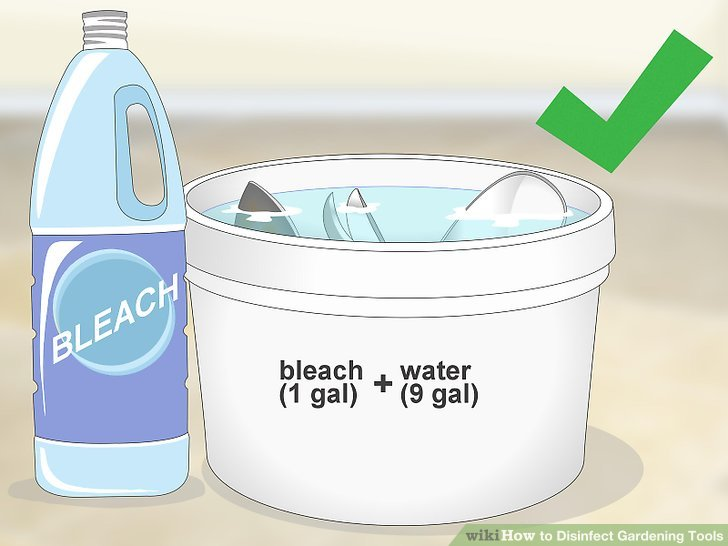 BLEACH
bleach + water
(1 gal) (9 gal)
wikiHow to Disinfect Gardening Tools